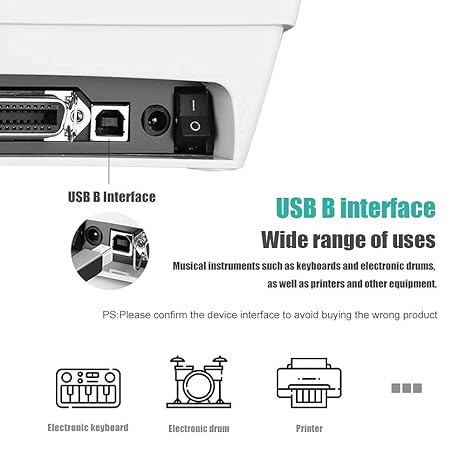 USB B Interface
USB B interface
Wide range of uses
Musical instruments such as keyboards and electronic drums,
as well as printers and other equipment.
PS:Please confirm the device interface to avoid buying the wrong product
Electronic keyboard
Electronic drum
Printer